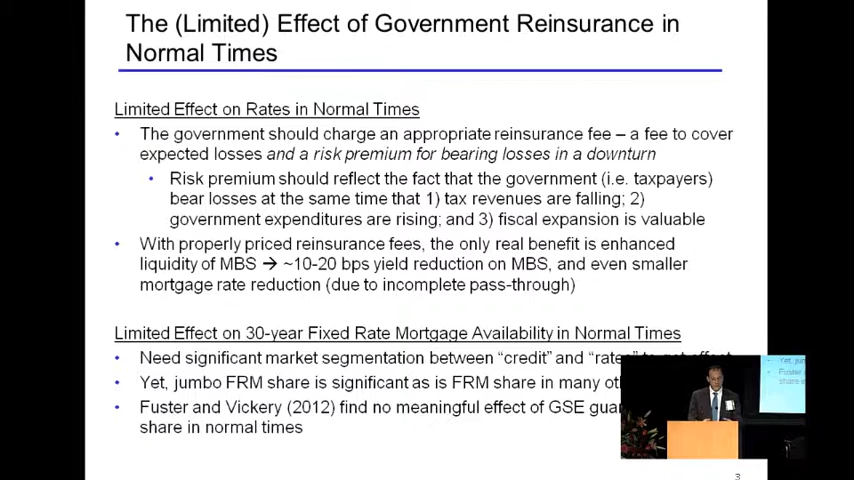 The (Limited) Effect of Government Reinsurance in
Normal Times
Limited Effect on Rates in Normal Times
• The government should charge an appropriate reinsurance fee – a fee to cover
expected losses and a risk premium for bearing losses in a downturn
• Risk premium should reflect the fact that the government (i.e. taxpayers)
bear losses at the same time that 1) tax revenues are falling; 2)
government expenditures are rising; and 3) fiscal expansion is valuable
• With properly priced reinsurance fees, the only real benefit is enhanced
liquidity of MBS → ~10-20 bps yield reduction on MBS, and even smaller
mortgage rate reduction (due to incomplete pass-through)
Limited Effect on 30-year Fixed Rate Mortgage Availability in Normal Times
• Need significant market segmentation between “credit” and “rates” to get effect
• Yet, jumbo FRM share is significant as is FRM share in many
• Fuster and Vickery (2012) find no meaningful effect of GSE
share in normal times
3